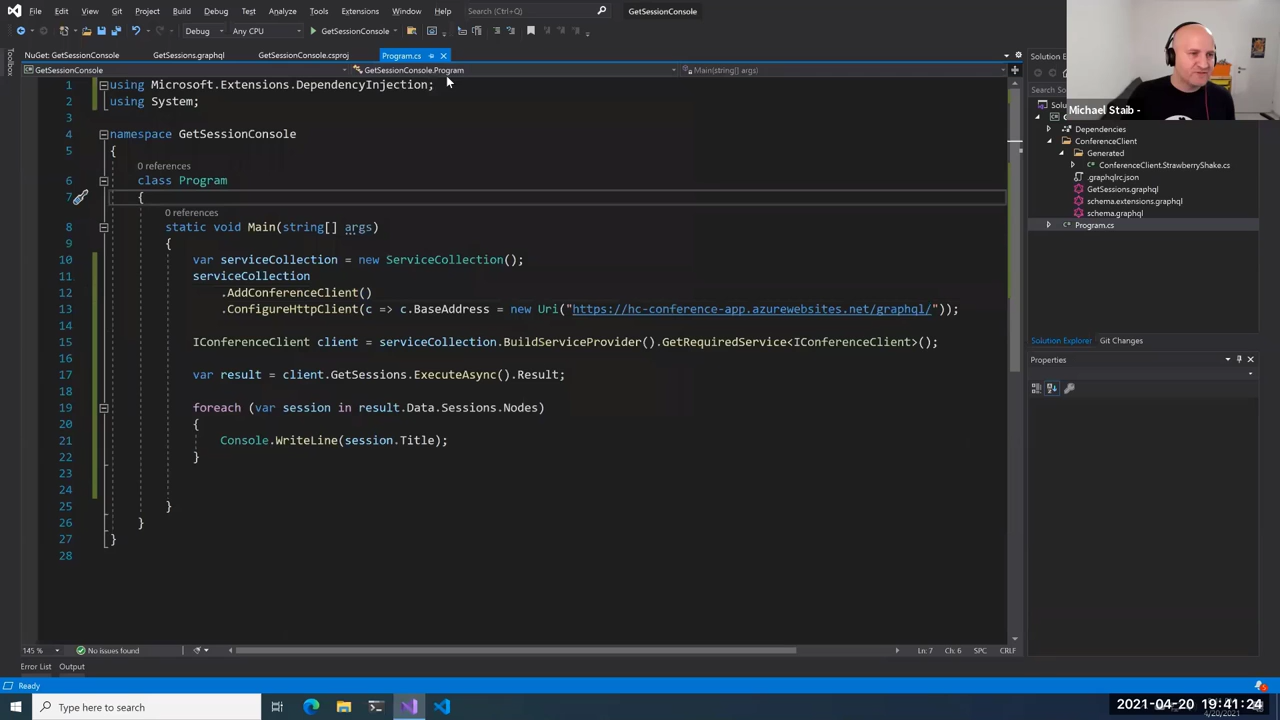 File Edit View Git Project Build Debug Test Analyze Tools Extensions Window Help Search (Ctrl+Q) GetSessionConsole
Debug Any CPU GetSessionConsole
NuGet: GetSessionConsole GetSessions.graphql GetSessionConsole.csproj Program.cs
GetSessionConsole GetSessionConsole.Program Main(string[] args)
Toolbox
1 using Microsoft.Extensions.DependencyInjection;
2 using System;
3
4 namespace GetSessionConsole
5 {
0 references
6 class Program
7 {
0 references
8 static void Main(string[] args)
9 {
10 var serviceCollection = new ServiceCollection();
11 serviceCollection
12 .AddConferenceClient()
13 .ConfigureHttpClient(c => c.BaseAddress = new Uri("https://hc-conference-app.azurewebsites.net/graphql/"));
14
15 IConferenceClient client = serviceCollection.BuildServiceProvider().GetRequiredService<IConferenceClient>();
16
17 var result = client.GetSessions.ExecuteAsync().Result;
18
19 foreach (var session in result.Data.Sessions.Nodes)
20 {
21 Console.WriteLine(session.Title);
22 }
23
24
25 }
26 }
27 }
28
145 % No issues found Ln: 7 Ch: 6 SPC CRLF
Error List Output
Ready
Michael Staib -
Solution Ex
Search So
Solu
Dependencies
ConferenceClient
Generated
ConferenceClient.StrawberryShake.cs
.graphqlrc.json
GetSessions.graphql
schema.extensions.graphql
schema.graphql
Program.cs
Solution Explorer Git Changes
Properties
Type here to search
2021-04-20 19:41:24